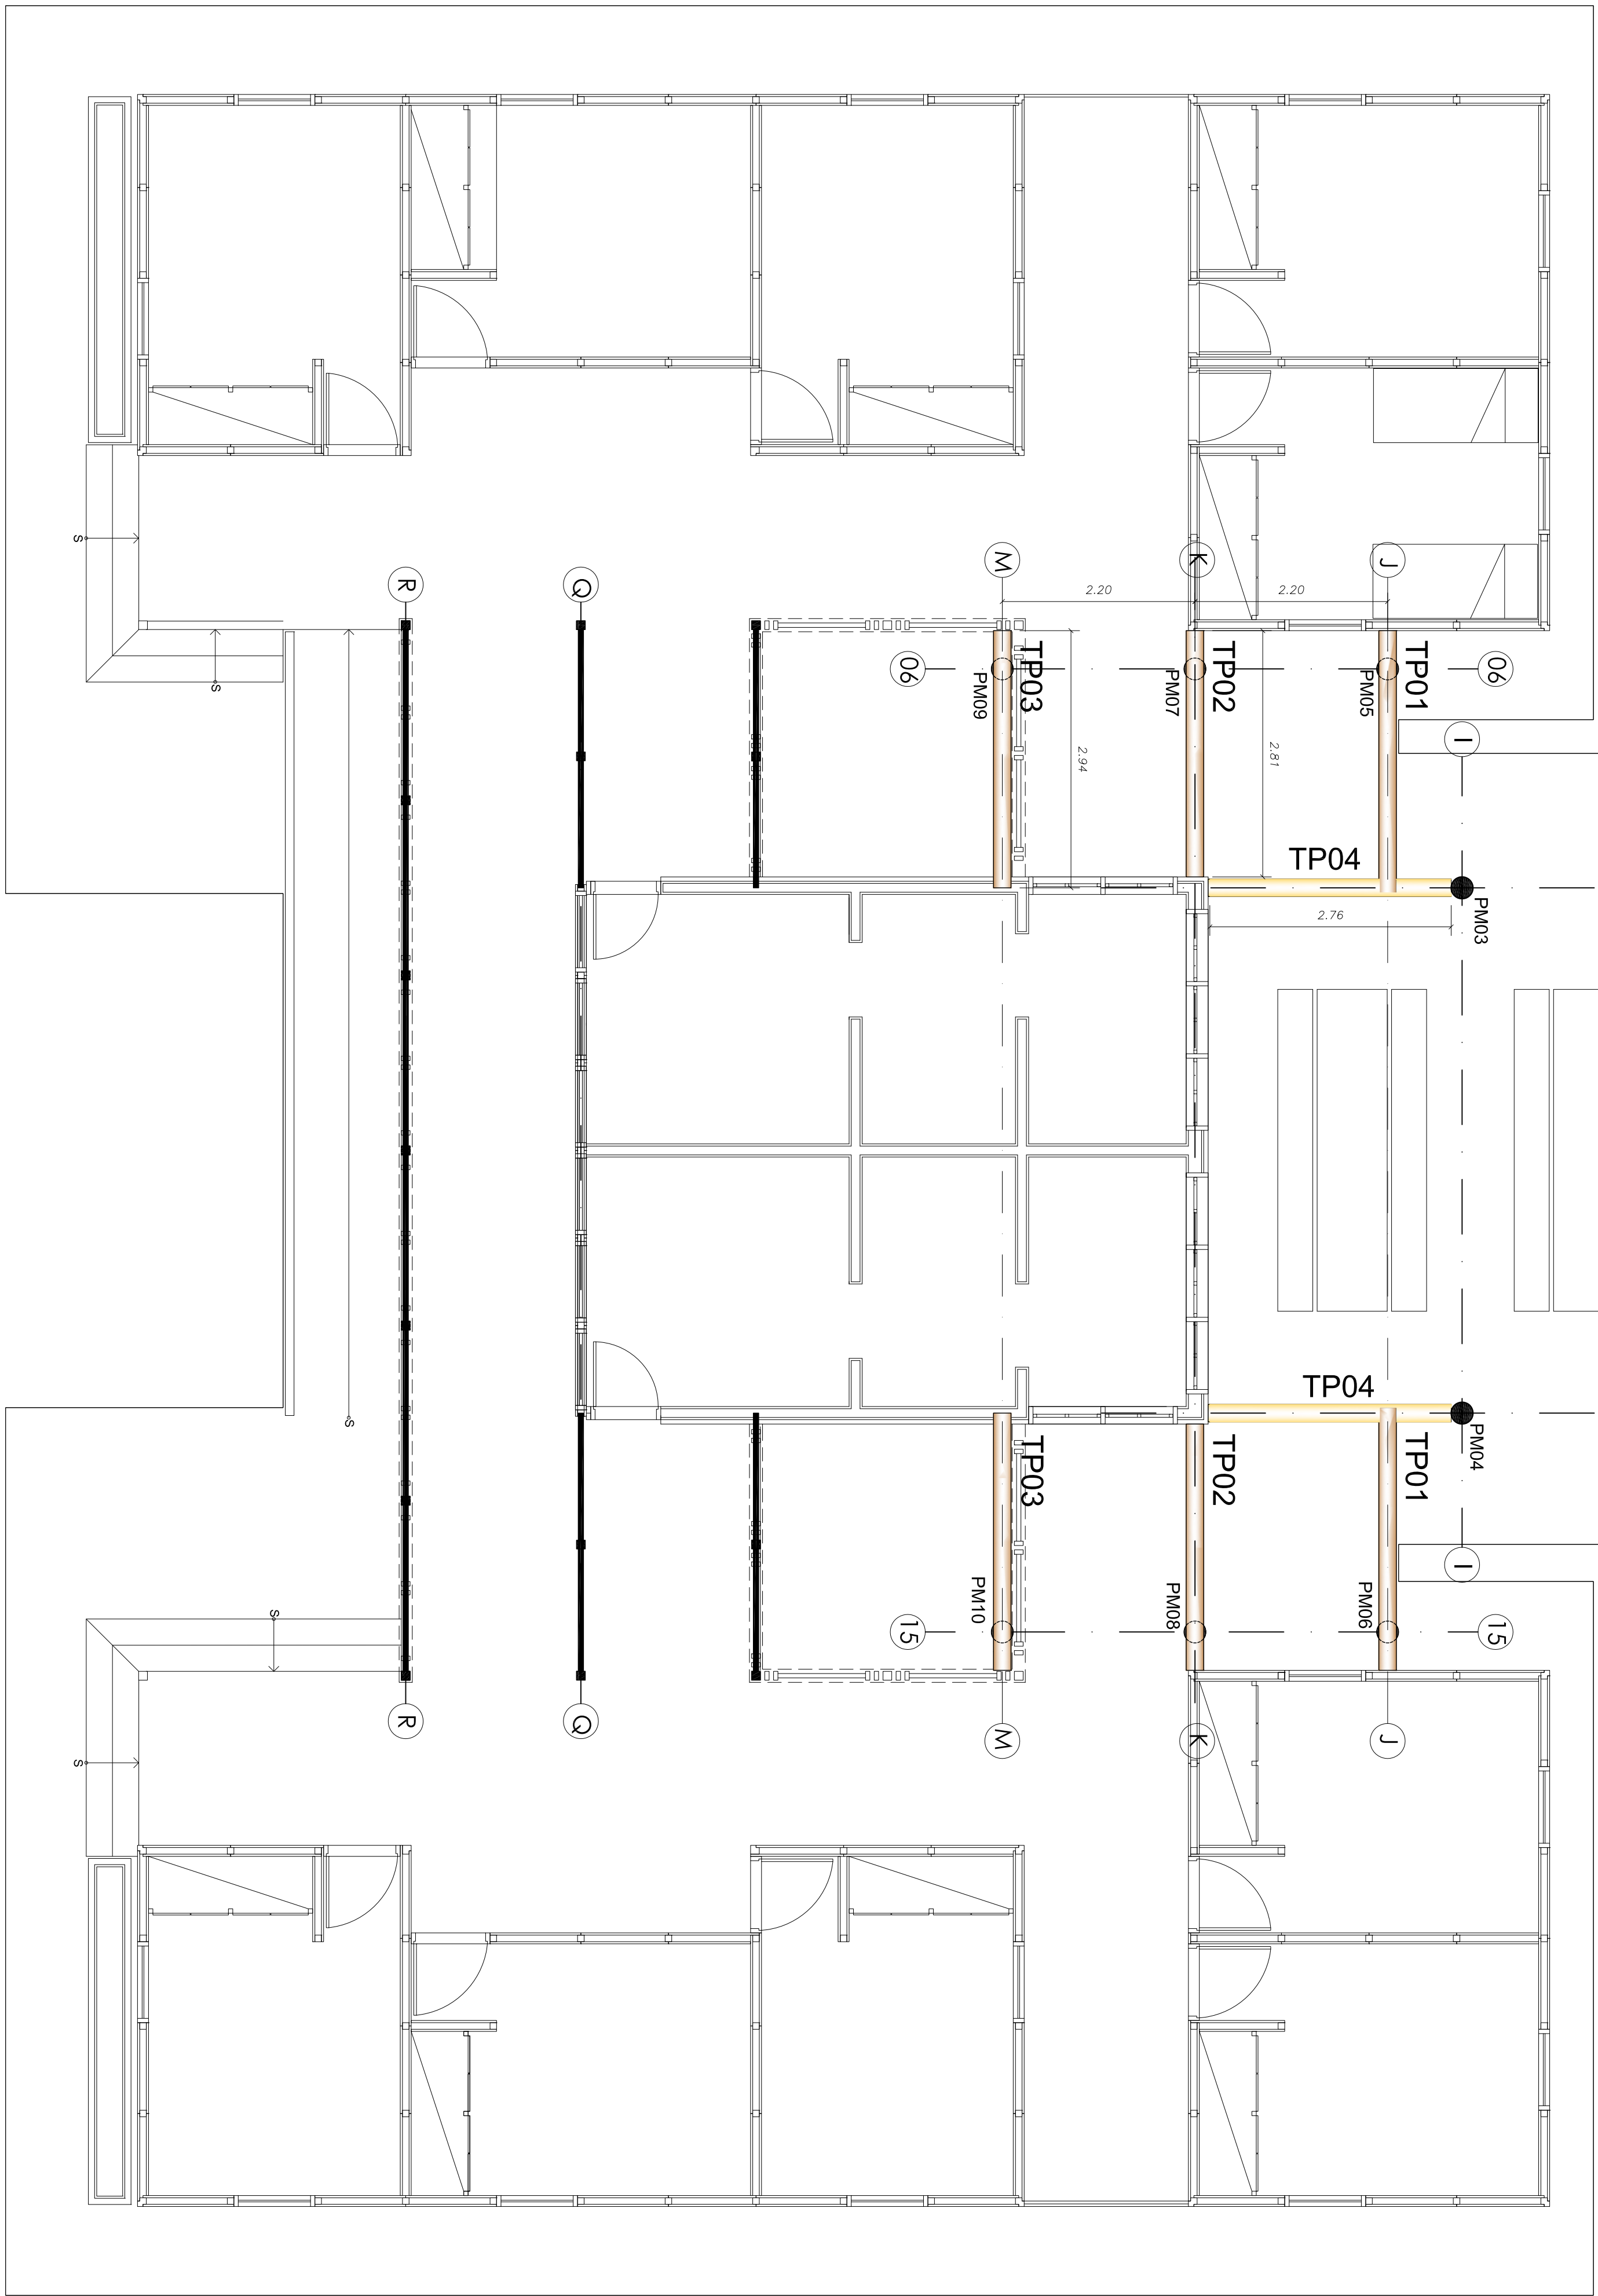 S
R
Q
M
K
J
2.20
2.20
S
06
PM09
TP03
PM07
TP02
PM05
TP01
06
I
2.94
2.81
TP04
PM03
2.76
TP04
PM04
S
TP03
TP02
TP01
I
S
15
PM10
PM08
PM06
15
R
Q
M
K
J
S